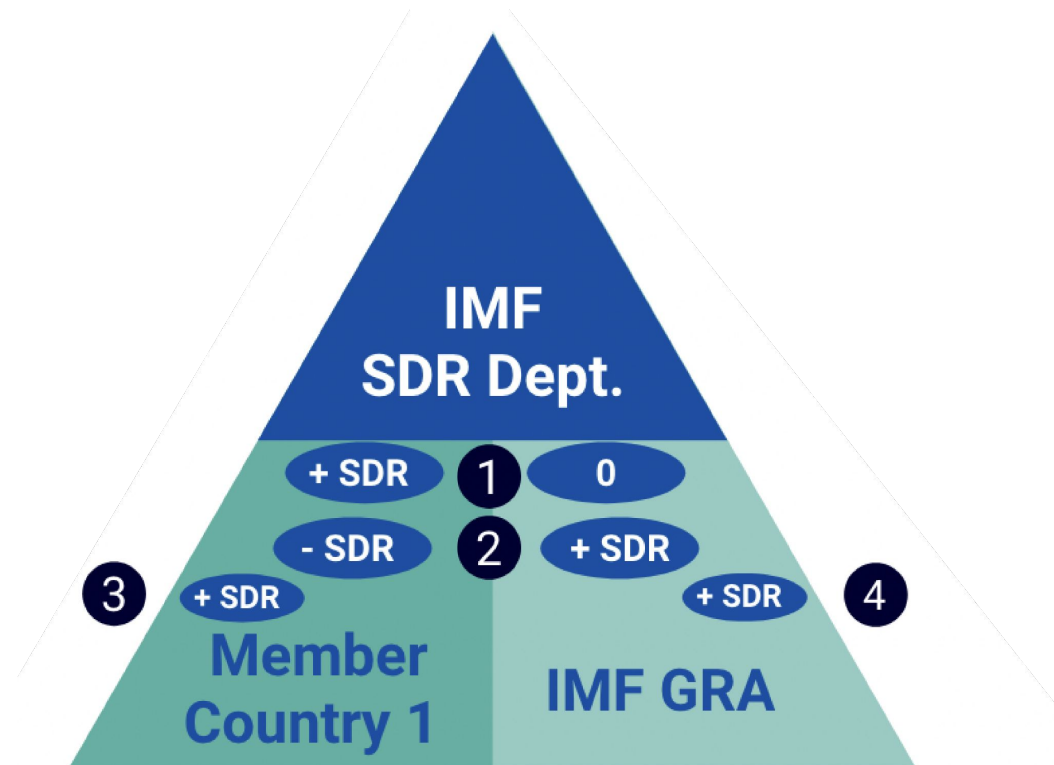 IMF
SDR Dept.
+ SDR 1 0
- SDR 2 + SDR
3 + SDR + SDR 4
Member
Country 1
IMF GRA